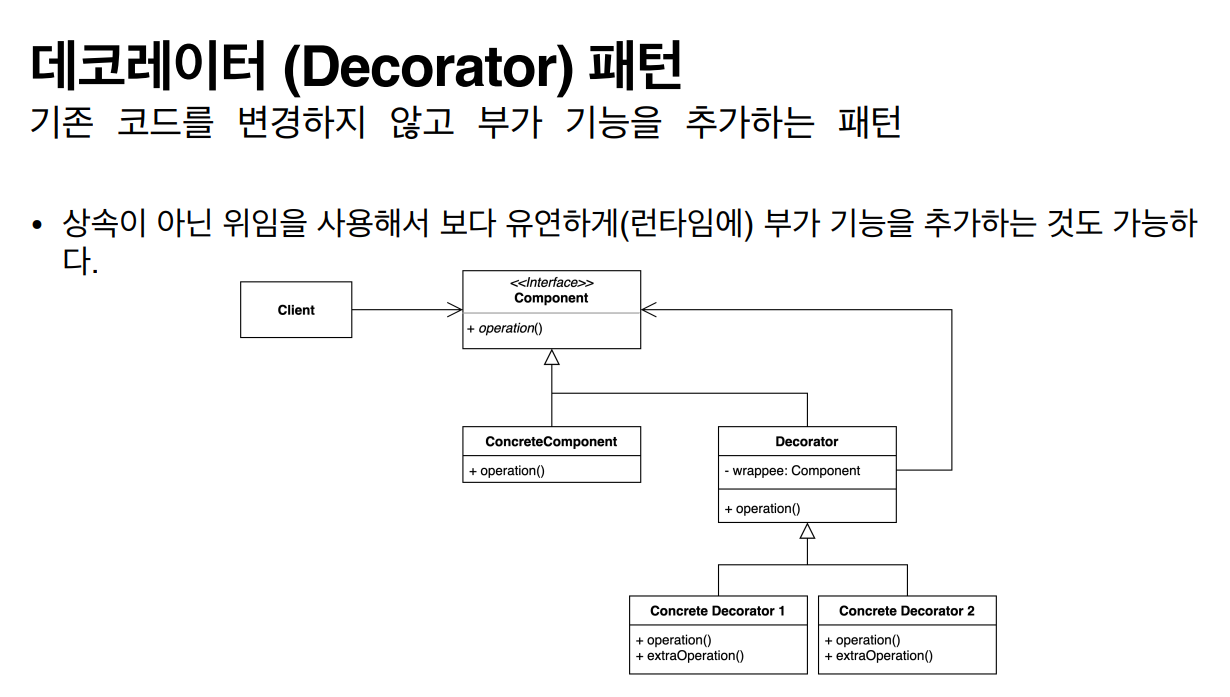 데코레이터 (Decorator) 패턴
기존 코드를 변경하지 않고 부가 기능을 추가하는 패턴
• 상속이 아닌 위임을 사용해서 보다 유연하게(런타임에) 부가 기능을 추가하는 것도 가능하
다.
Client
<<Interface>>
Component
+ operation()
ConcreteComponent
+ operation()
Decorator
- wrappee: Component
+ operation()
Concrete Decorator 1
+ operation()
+ extraOperation()
Concrete Decorator 2
+ operation()
+ extraOperation()